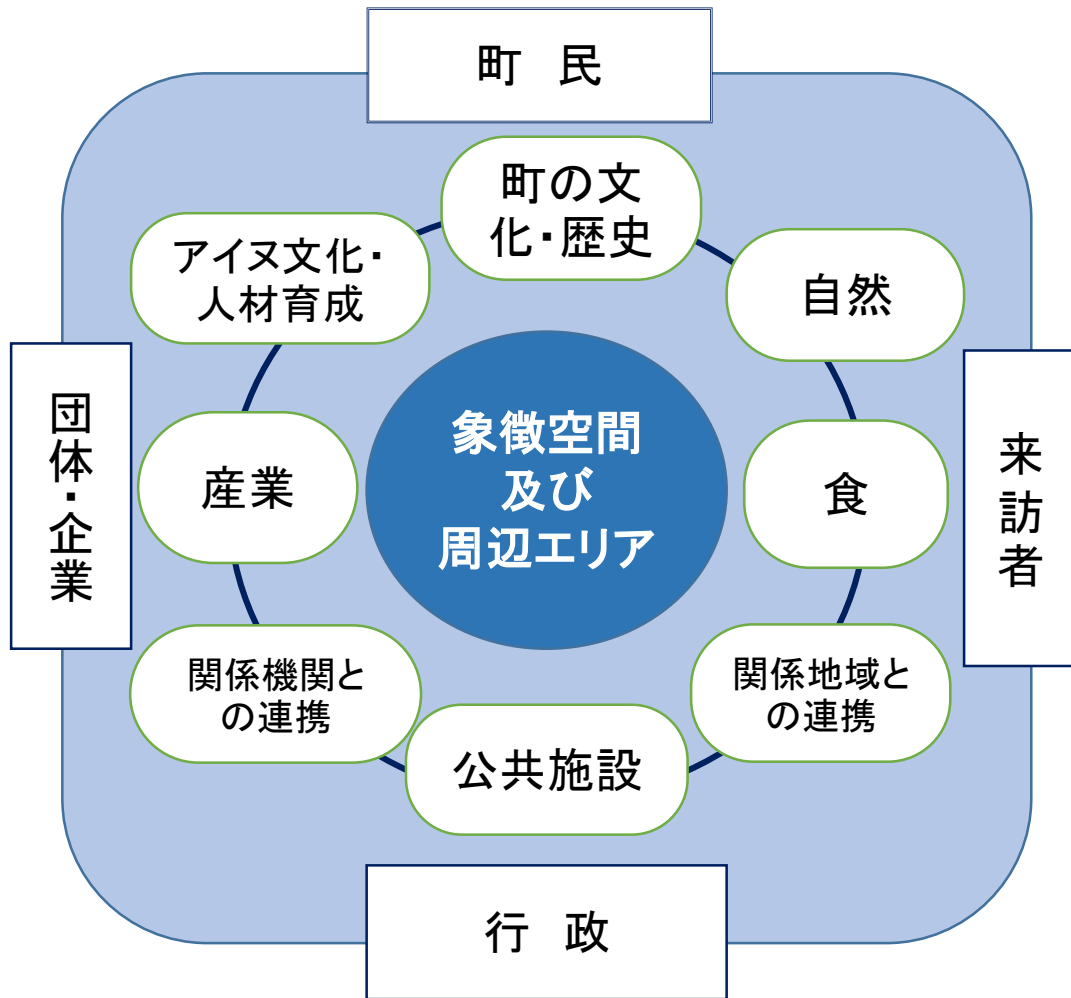 町 民
町の文
化・歴史
アイヌ文化・
人材育成
自然
団体・企業
産業
象徴空間
及び
周辺エリア
食
来訪者
関係機関と
の連携
関係地域と
の連携
公共施設
行 政